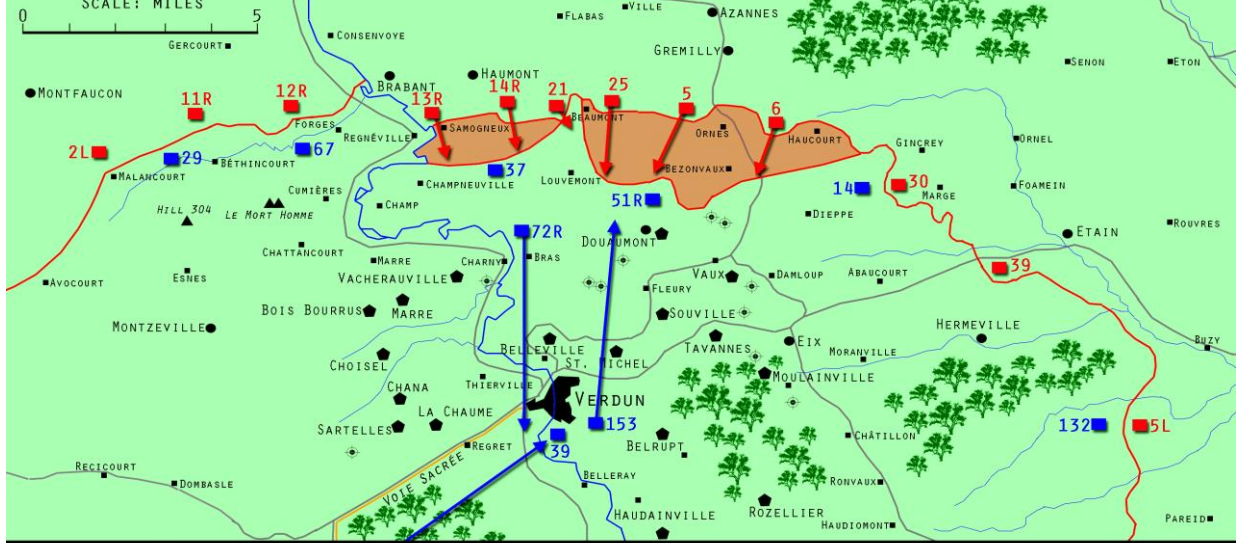 SCALE: MILES
0
5
FLABAS
VILLE
AZANNES
GERCOURT
CONSENVOYE
GREMILLY
SENON
ETON
MONTFAUCON
BRABANT
HAUMONT
11R
12R
13R
14R
21
25
5
6
FORGES
REGNÉVILLE
SAMOGNEUX
BEAUMONT
ORNES
HAUCOURT
GINCREY
ORNEL
2L
29
BÉTHINCOURT
67
MALANCOURT
37
CHAMPNEUVILLE
LOUVEMONT
BEZONVAUX
14
30
MARGE
FOAMEIN
CUMIÈRES
HILL 304
LE MORT HOMME
CHAMP
51R
DIEPPE
ROUVRES
72R
DOUAUMONT
ETAIN
CHATTANCOURT
MARRE
CHARNY
BRAS
ESNES
VACHERAUVILLE
VAUX
DAMLOUP
ABAUCOURT
39
AVOCOURT
FLEURY
BOIS BOURRUS
MARRE
SOUVILLE
MONTZEVILLE
HERMEVILLE
BELLEVILLE
ST. MICHEL
TAVANNES
EIX
MORANVILLE
BUZY
CHOISEL
THIERVILLE
MOULAINVILLE
CHANA
VERDUN
LA CHAUME
SARTELLES
REGRET
39
153
BELRUPT
CHÂTILLON
132
5L
RECICOURT
DOMBASLE
VOIE SACRÉE
BELLERAY
RONVAUX
HAUDAINVILLE
ROZELLIER
HAUDIOMONT
PAREID